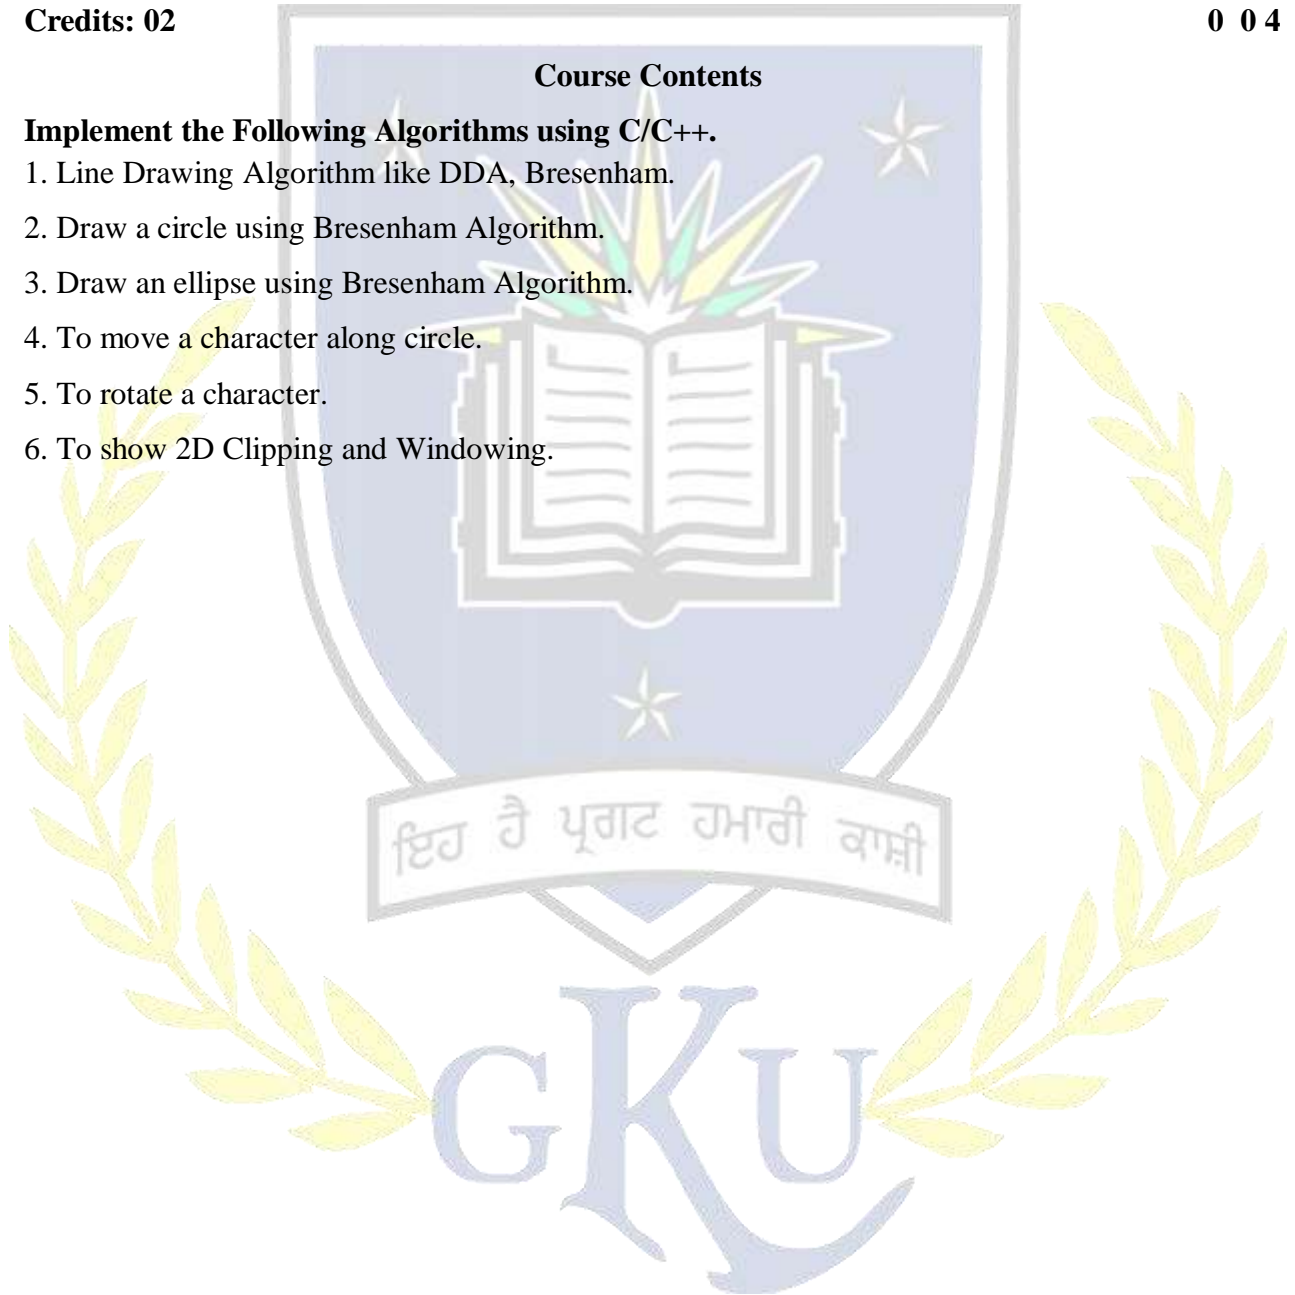 Credits: 02 0 0 4
Course Contents
Implement the Following Algorithms using C/C++.
1. Line Drawing Algorithm like DDA, Bresenham.
2. Draw a circle using Bresenham Algorithm.
3. Draw an ellipse using Bresenham Algorithm.
4. To move a character along circle.
5. To rotate a character.
6. To show 2D Clipping and Windowing.
ਇਹ ਹੈ ਪ੍ਰਗਟ ਹਮਾਰੀ ਕਾਸ਼ੀ
GKU